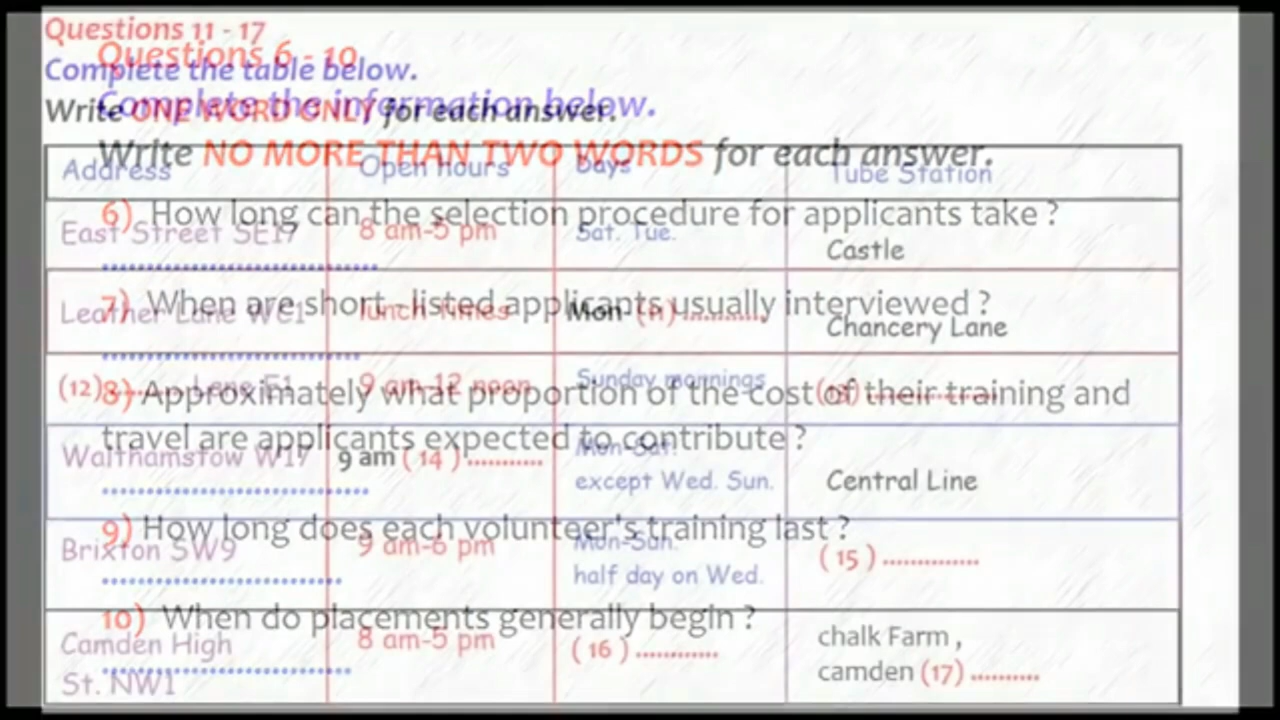 Questions 11 - 17
Complete the table below.
Write ONE WORD ONLY for each answer.
Address Open hours Days Tube Station
East Street SE17 8 am-5 pm Sat. Tue. Castle
Leather Lane WC1 lunch times Mon- (11) ............ Chancery Lane
(12) ........ Lane E1 9 am-12 noon Sunday mornings (13) ..............
Walthamstow W17 9 am (14) ........... Mon-Sat. except Wed. Sun. Central Line
Brixton SW9 9 am-6 pm Mon-Sun. half day on Wed. (15) ..............
Camden High St. NW1 8 am-5 pm (16) ............ chalk Farm, camden (17) ..........
Questions 6 - 10
Complete the information below.
Write NO MORE THAN TWO WORDS for each answer.
6) How long can the selection procedure for applicants take ?
................................
7) When are short-listed applicants usually interviewed ?
..............................
8) Approximately what proportion of the cost of their training and
travel are applicants expected to contribute ?
...............................
9) How long does each volunteer's training last ?
............................
10) When do placements generally begin ?
.............................